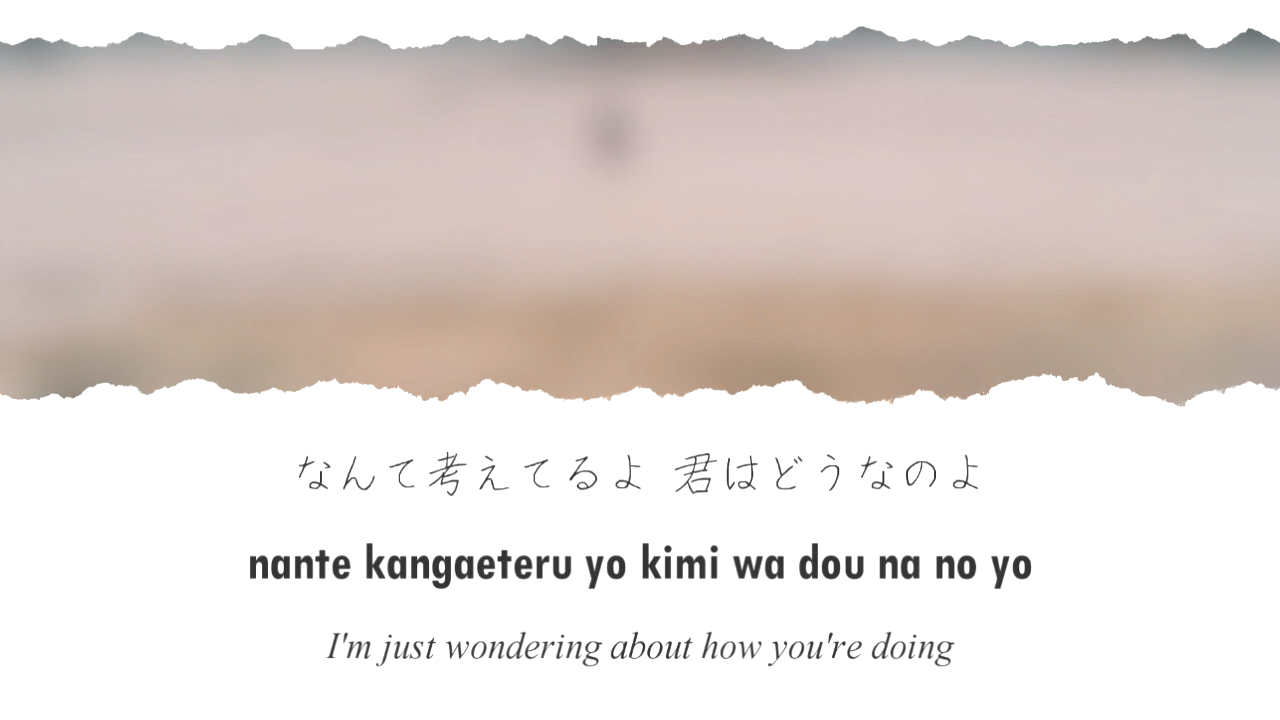 なんて考えてるよ 君はどうなのよ
nante kangaeteru yo kimi wa dou na no yo
I'm just wondering about how you're doing